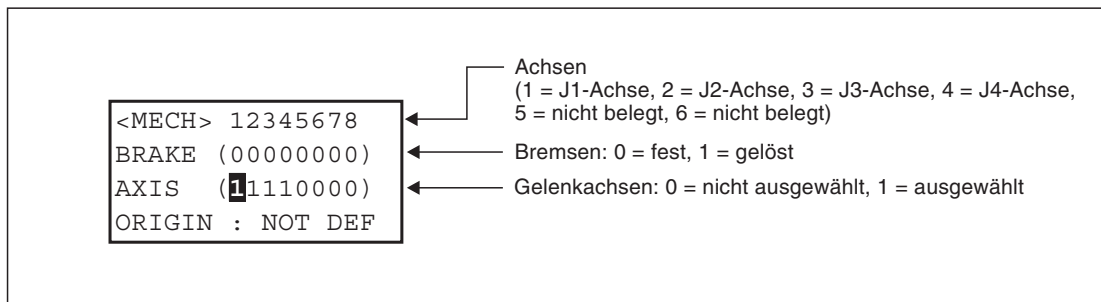 Achsen
(1 = J1-Achse, 2 = J2-Achse, 3 = J3-Achse, 4 = J4-Achse,
5 = nicht belegt, 6 = nicht belegt)
<MECH> 12345678
BRAKE (00000000)
Bremsen: 0 = fest, 1 = gelöst
AXIS (11110000)
Gelenkachsen: 0 = nicht ausgewählt, 1 = ausgewählt
ORIGIN : NOT DEF